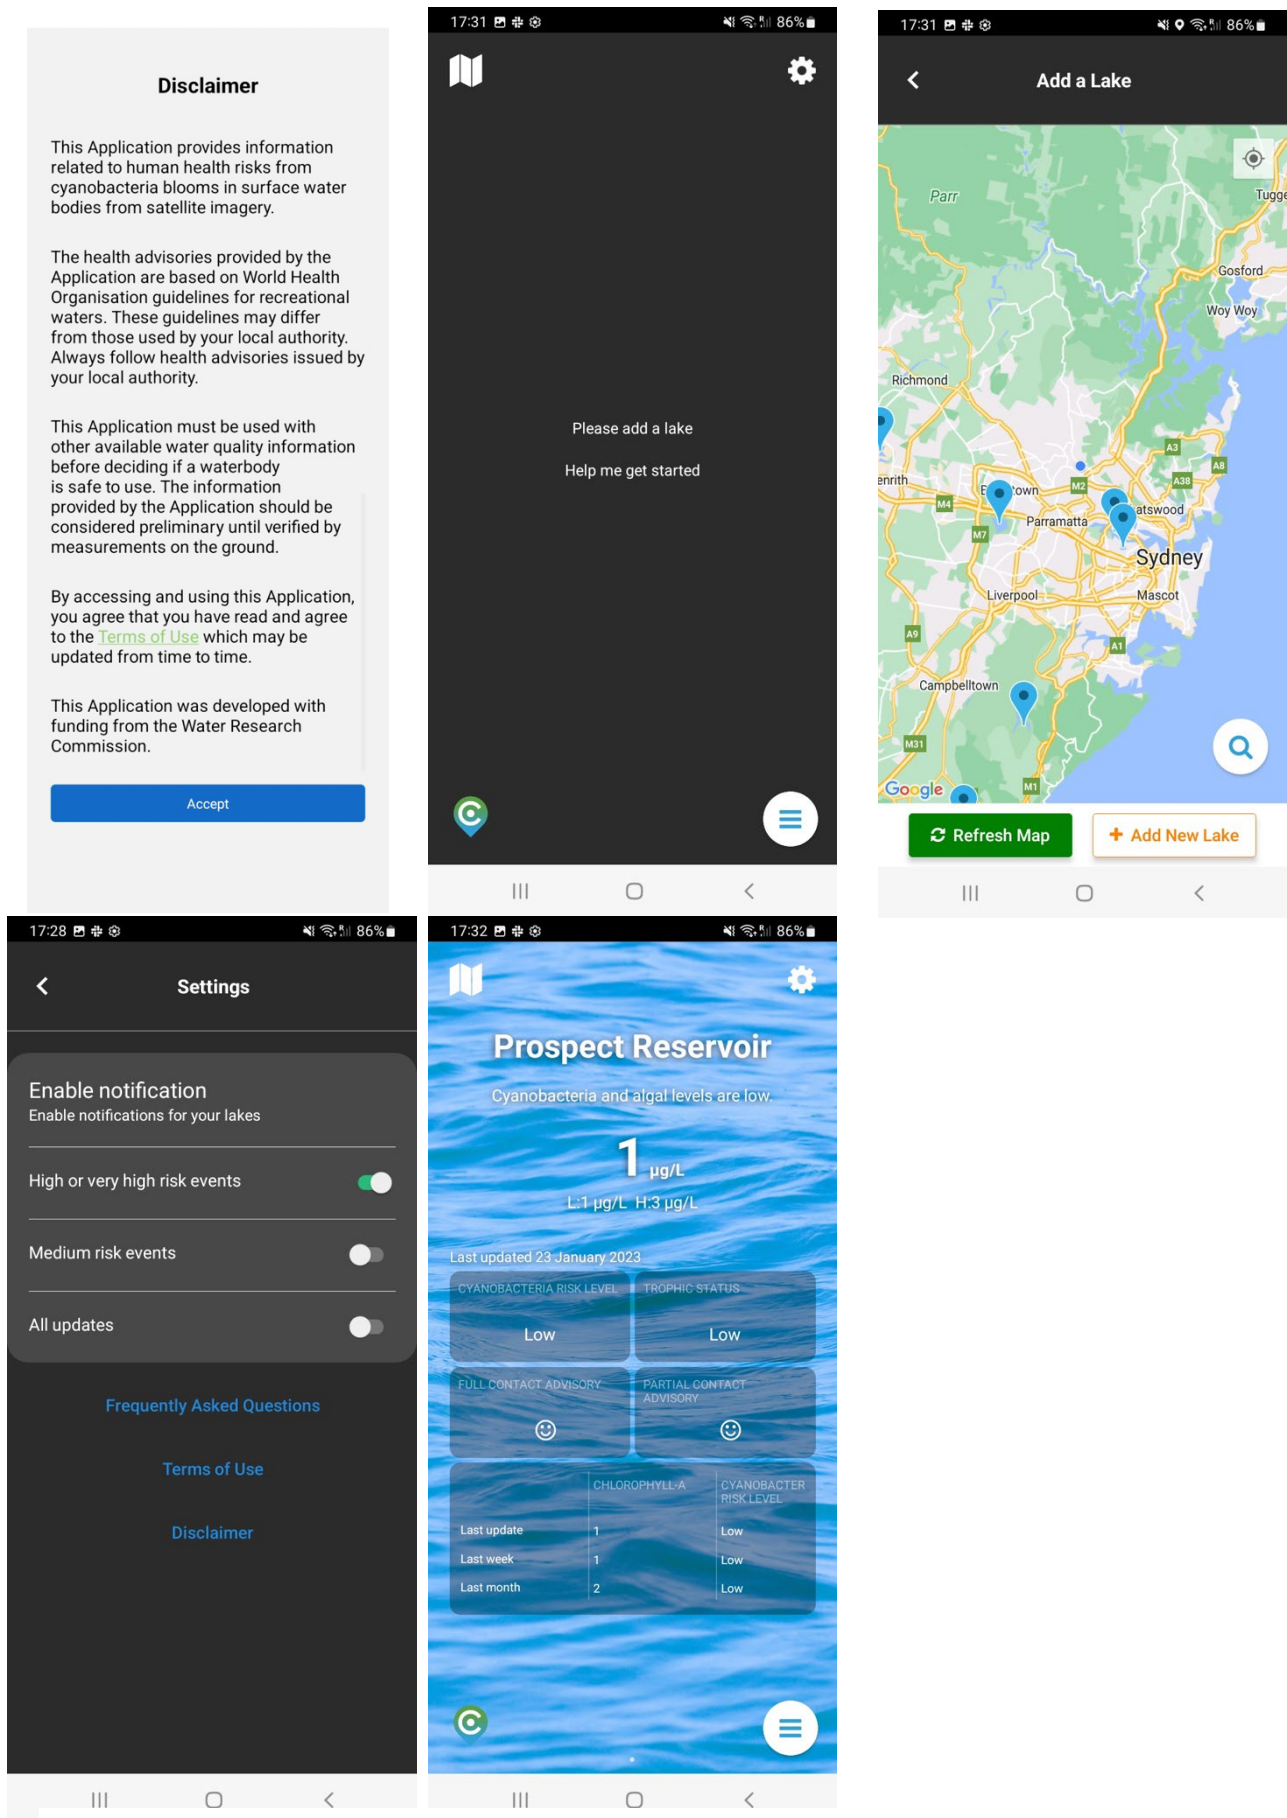 Disclaimer
This Application provides information
related to human health risks from
cyanobacteria blooms in surface water
bodies from satellite imagery.
The health advisories provided by the
Application are based on World Health
Organisation guidelines for recreational
waters. These guidelines may differ
from those used by your local authority.
Always follow health advisories issued by
your local authority.
This Application must be used with
other available water quality information
before deciding if a waterbody
is safe to use. The information
provided by the Application should be
considered preliminary until verified by
measurements on the ground.
By accessing and using this Application,
you agree that you have read and agree
to the Terms of Use which may be
updated from time to time.
This Application was developed with
funding from the Water Research
Commission.
Accept
17:31
86%
Please add a lake
Help me get started
17:31
86%
Add a Lake
Parr
Tugge
Gosford
Woy Woy
Richmond
A3
A8
enrith
M2
A38
town
M4
atswood
Parramatta
M7
Sydney
Liverpool
Mascot
A9
A1
Campbelltown
M31
Google
M1
Refresh Map
Add New Lake
17:28
86%
Settings
Enable notification
Enable notifications for your lakes
High or very high risk events
Medium risk events
All updates
Frequently Asked Questions
Terms of Use
Disclaimer
17:32
86%
Prospect Reservoir
Cyanobacteria and algal levels are low.
1 µg/L
L:1 µg/L H:3 µg/L
Last updated 23 January 2023
CYANOBACTERIA RISK LEVEL
Low
TROPHIC STATUS
Low
FULL CONTACT ADVISORY
PARTIAL CONTACT
ADVISORY
CHLOROPHYLL-A
CYANOBACTER
RISK LEVEL
Last update 1 Low
Last week 1 Low
Last month 2 Low